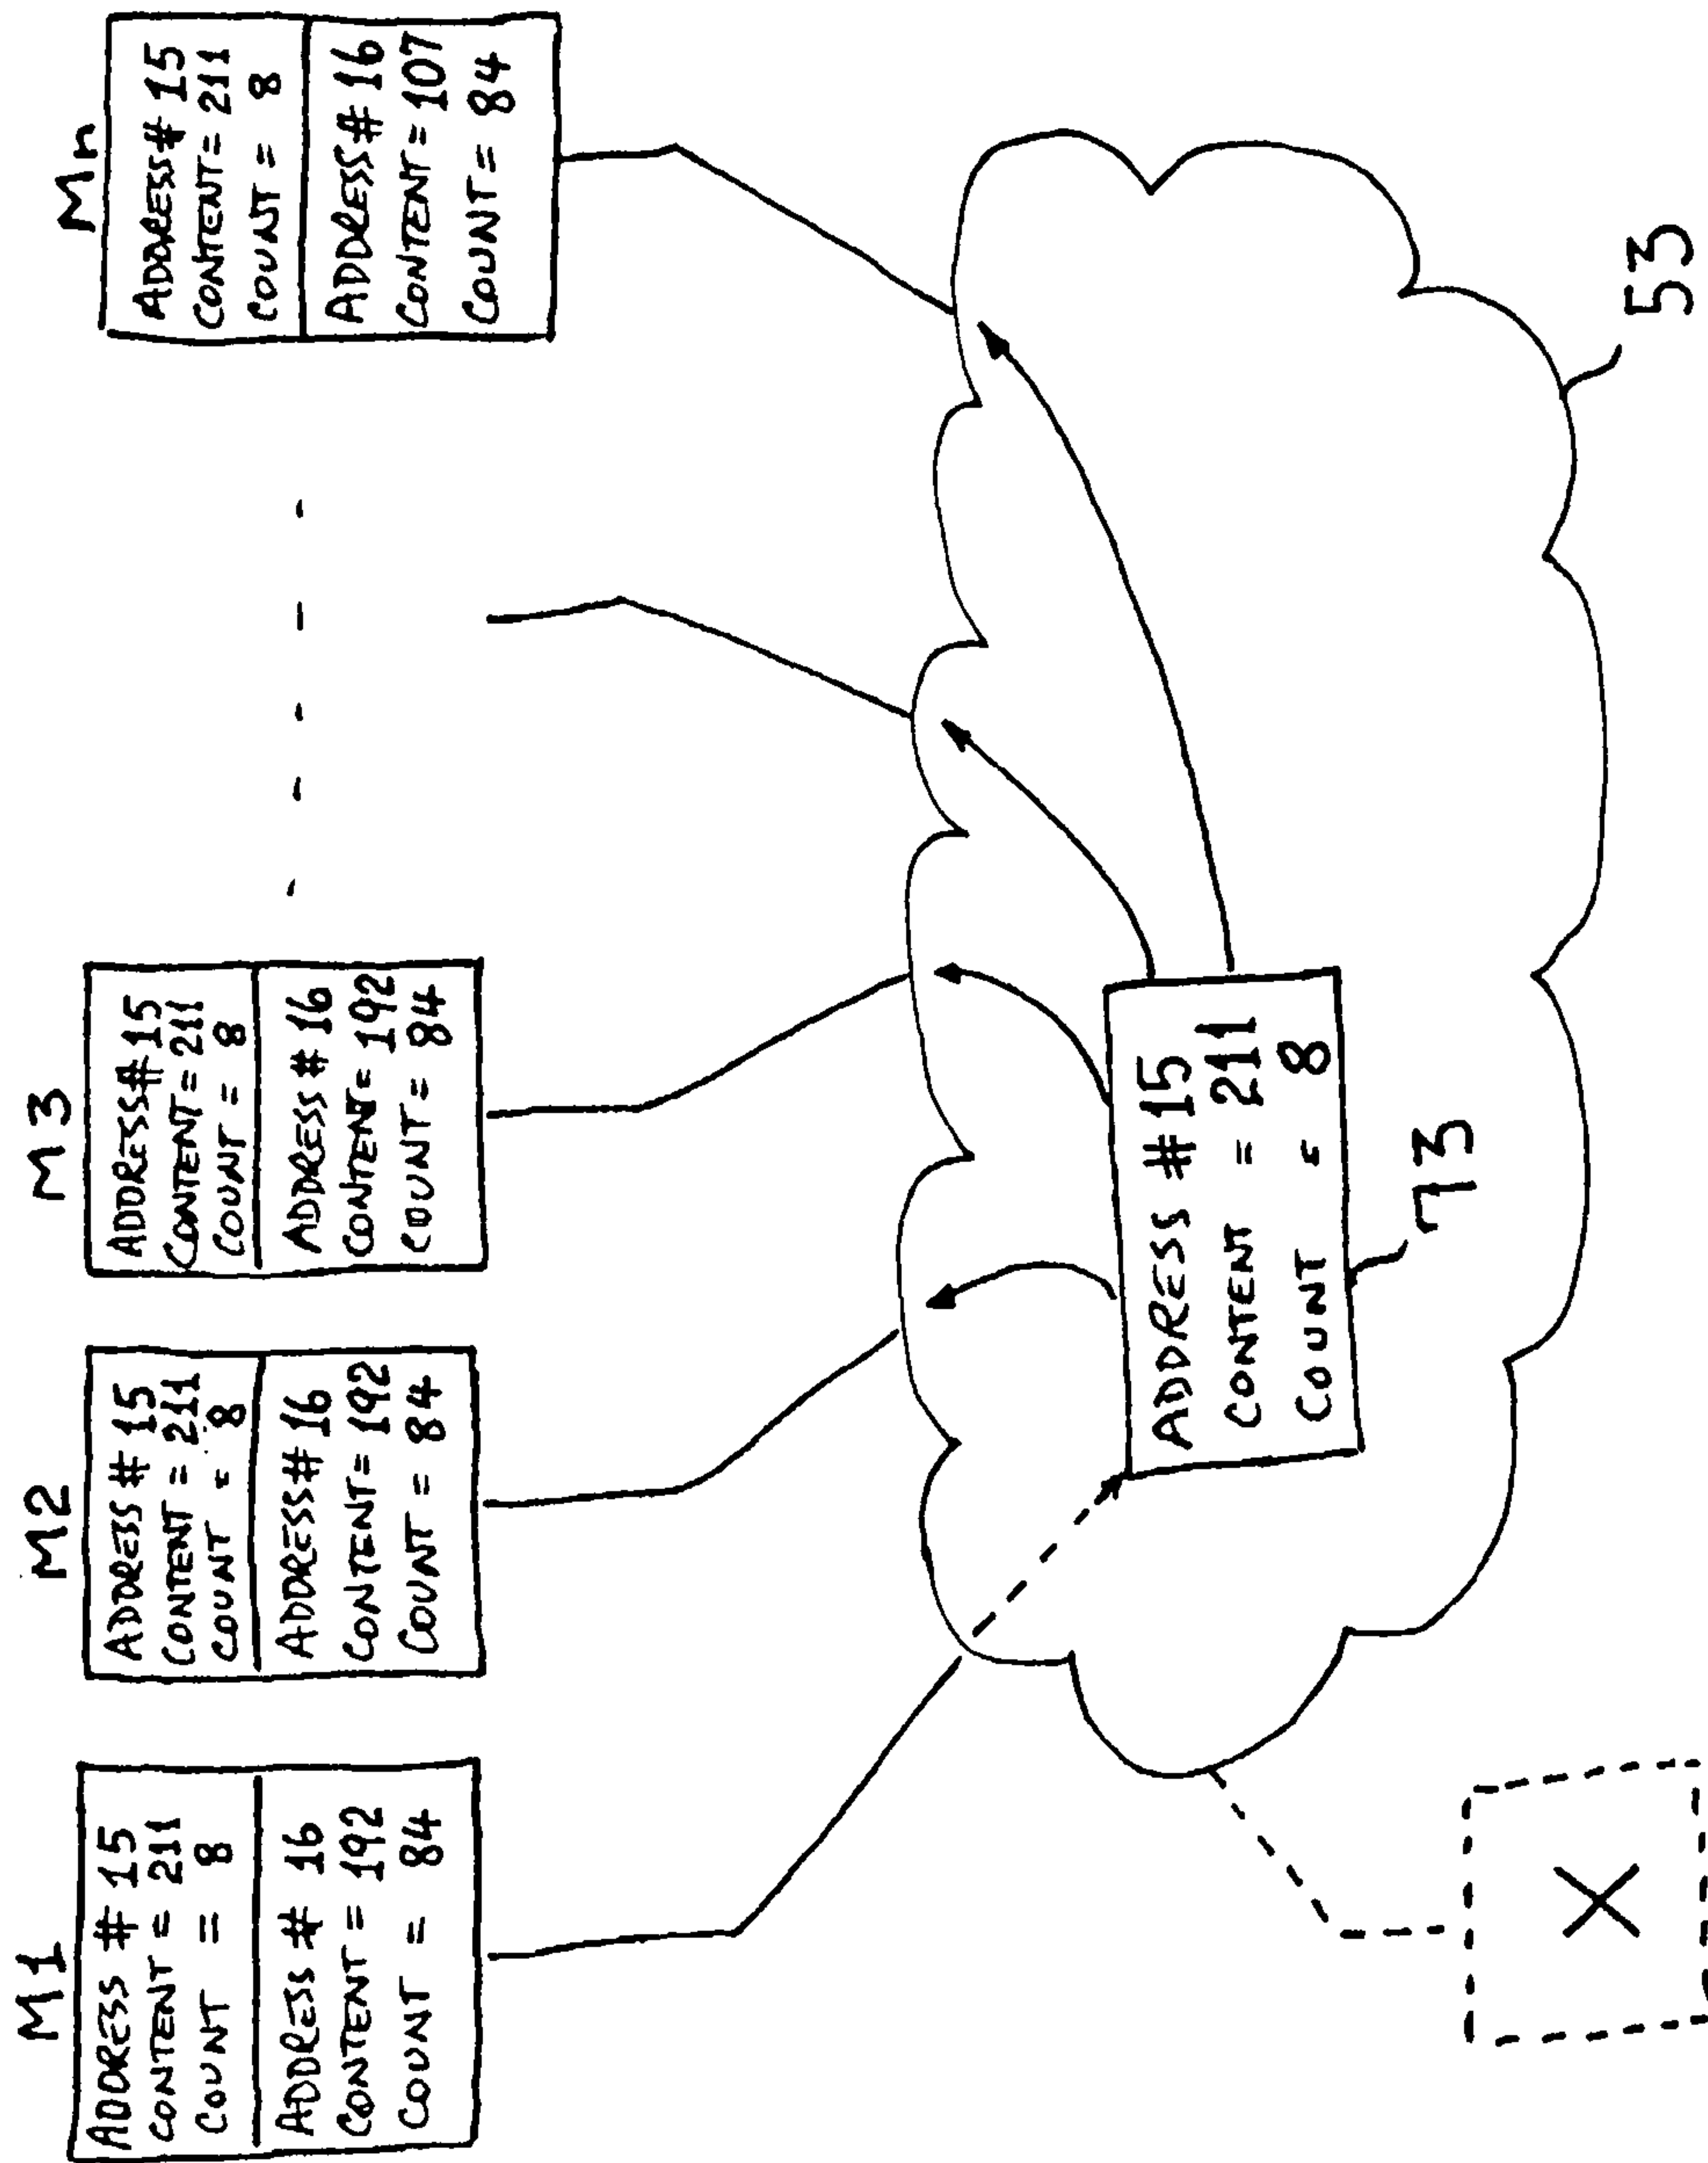 M1
ADDRESS # 15
CONTENT = 211
COUNT = 8
ADDRESS # 16
CONTENT = 192
COUNT = 84
M2
ADDRESS # 15
CONTENT = 211
COUNT = 8
ADDRESS # 16
CONTENT = 192
COUNT = 84
M3
ADDRESS # 15
CONTENT = 211
COUNT = 8
ADDRESS # 16
CONTENT = 192
COUNT = 84
Mn
ADDRESS # 15
CONTENT = 211
COUNT = 8
ADDRESS # 16
CONTENT = 107
COUNT = 84
ADDRESS # 15
CONTENT = 211
COUNT = 8
73
53
X